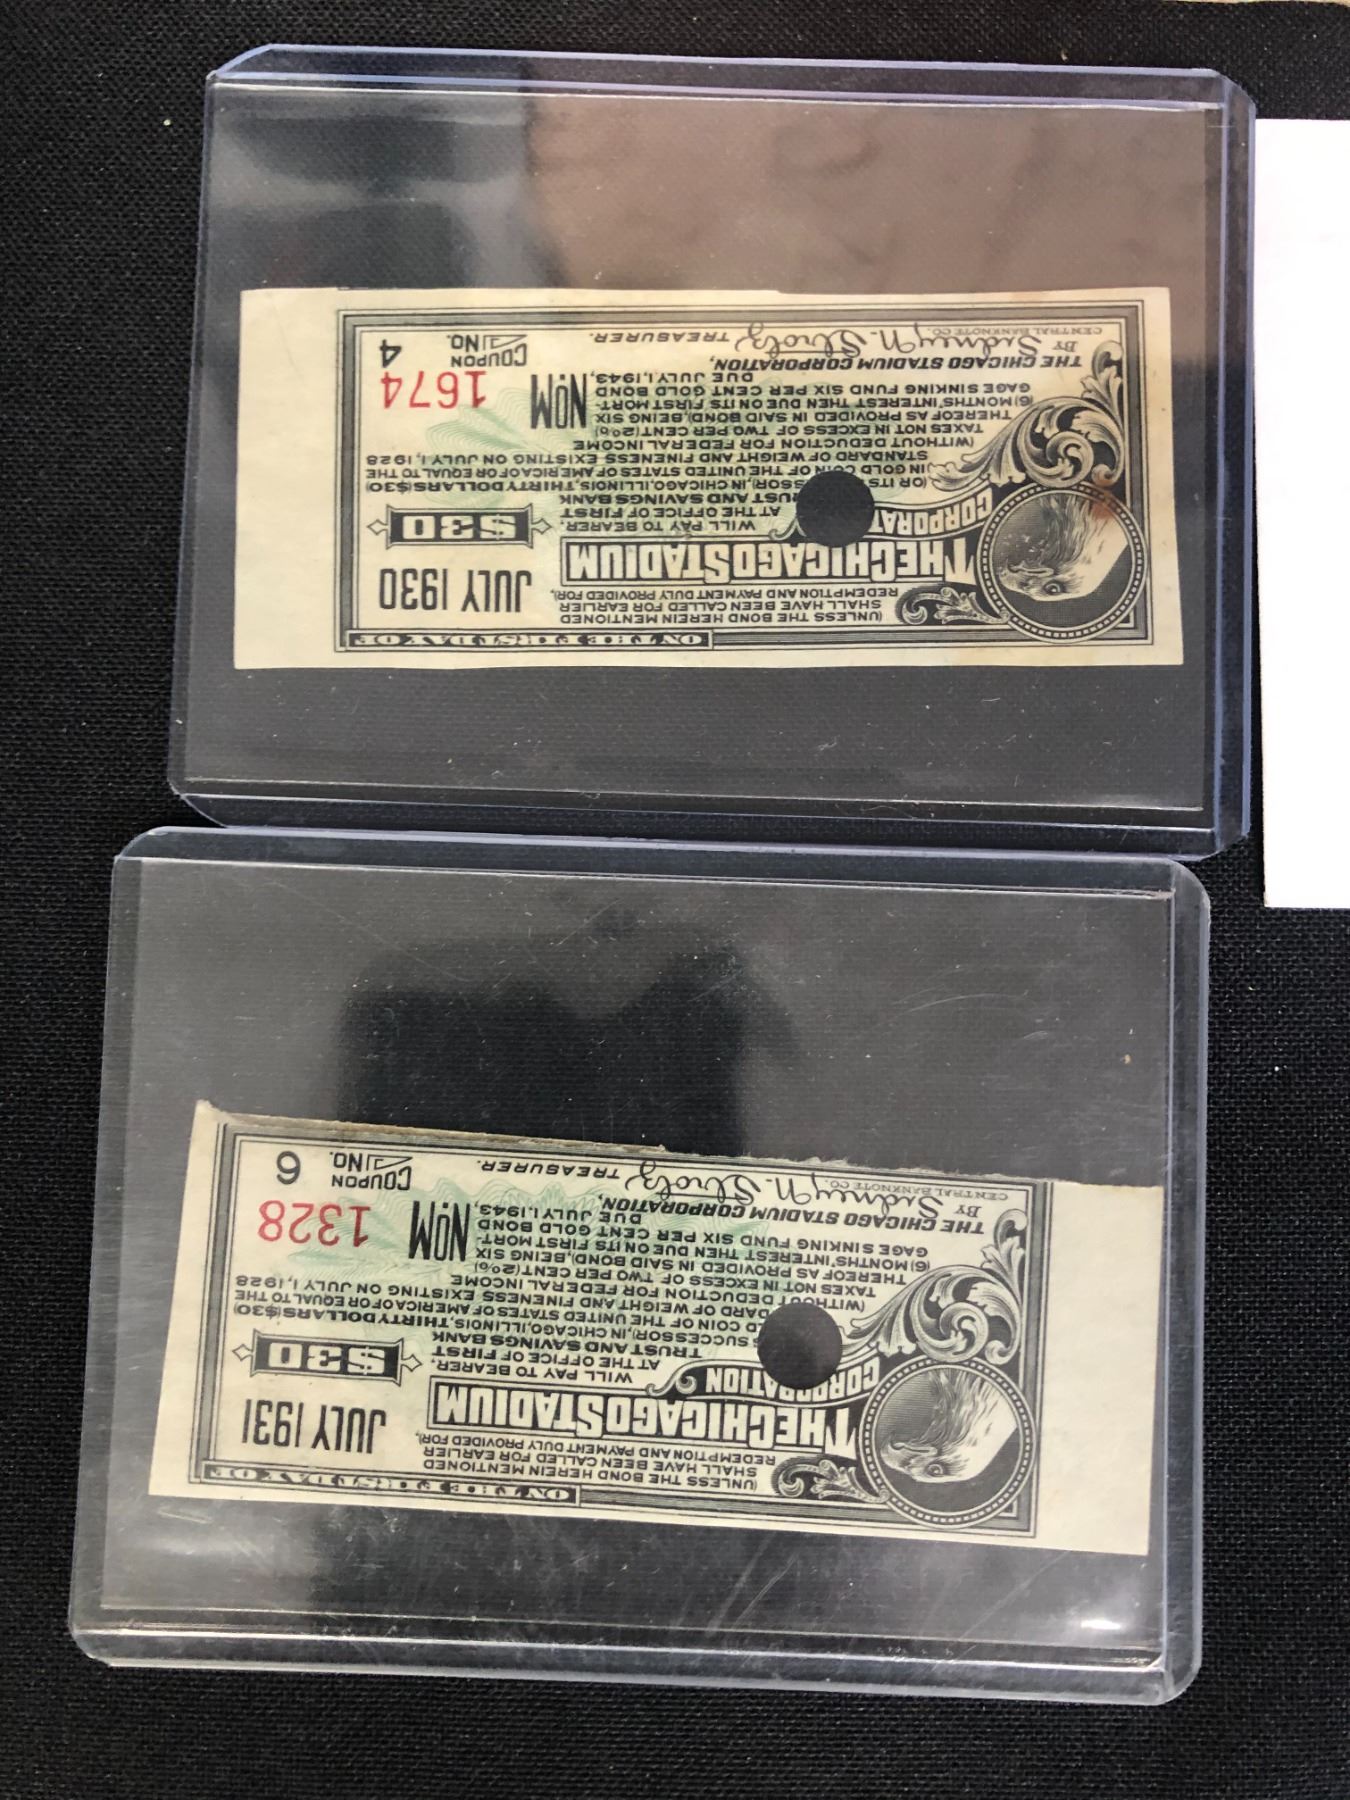 ON THE FIRST DAY OF
(UNLESS THE BOND HEREIN MENTIONED
SHALL HAVE BEEN CALLED FOR EARLIER
REDEMPTION AND PAYMENT DULY PROVIDED FOR),
JULY 1930
THE CHICAGO STADIUM
CORPORAT
$30
WILL PAY TO BEARER,
AT THE OFFICE OF FIRST
RUST AND SAVINGS BANK
(OR ITS SSOR), IN CHICAGO, ILLINOIS, THIRTY DOLLARS ($30)
IN GOLD COIN OF THE UNITED STATES OF AMERICA OF OR EQUAL TO THE
STANDARD OF WEIGHT AND FINENESS EXISTING ON JULY 1, 1928
(WITHOUT DEDUCTION FOR FEDERAL INCOME
TAXES NOT IN EXCESS OF TWO PER CENT (2%)
THEREOF AS PROVIDED IN SAID BOND), BEING SIX
(6) MONTHS' INTEREST THEN DUE ON ITS FIRST MORT-
GAGE SINKING FUND SIX PER CENT GOLD BOND
DUE JULY 1, 1943,
NO. M 1674
THE CHICAGO STADIUM CORPORATION,
COUPON NO. 4
BY Sidney N. Strotz TREASURER.
CENTRAL BANKNOTE CO.
ON THE FIRST DAY OF
(UNLESS THE BOND HEREIN MENTIONED
SHALL HAVE BEEN CALLED FOR EARLIER
REDEMPTION AND PAYMENT DULY PROVIDED FOR),
JULY 1931
THE CHICAGO STADIUM
CORPORATION
$30
WILL PAY TO BEARER,
AT THE OFFICE OF FIRST
TRUST AND SAVINGS BANK
S SUCCESSOR), IN CHICAGO, ILLINOIS, THIRTY DOLLARS ($30)
LD COIN OF THE UNITED STATES OF AMERICA OF OR EQUAL TO THE
DARD OF WEIGHT AND FINENESS EXISTING ON JULY 1, 1928
(WITHOUT DEDUCTION FOR FEDERAL INCOME
TAXES NOT IN EXCESS OF TWO PER CENT (2%)
THEREOF AS PROVIDED IN SAID BOND), BEING SIX
(6) MONTHS' INTEREST THEN DUE ON ITS FIRST MORT-
GAGE SINKING FUND SIX PER CENT GOLD BOND
DUE JULY 1, 1943,
NO. M 1328
THE CHICAGO STADIUM CORPORATION,
COUPON NO. 6
BY Sidney N. Strotz TREASURER.
CENTRAL BANKNOTE CO.